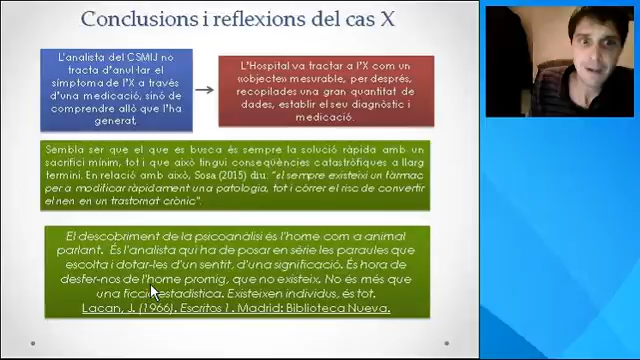 Conclusions i reflexions del cas X
L'analista del CSMIJ no
tracta d'anul·lar el
símptoma de l'X a través
d'una medicació, sinó de
comprendre allò que l'ha
generat,
L'Hospital va tractar a l'X com un
«objecte» mesurable, per després,
recopilades una gran quantitat de
dades, establir el seu diagnòstic i
medicació.
Sembla ser que el que es busca és sempre la solució ràpida amb un
sacrifici mínim, tot i que això tingui conseqüències catastròfiques a llarg
termini. En relació amb això, Sosa (2015) diu: "el sempre existeixi un fàrmac
per a modificar ràpidament una patologia, tot i córrer el risc de convertir
el nen en un trastornat crònic".
El descobriment de la psicoanàlisi és l'home com a animal
parlant. És l'analista qui ha de posar en sèrie les paraules que
escolta i dotar-les d'un sentit, d'una significació. És hora de
desfer-nos de l'home promig, que no existeix. No és més que
una ficció estadística. Existeixen individus, és tot.
Lacan, J. (1966). Escritos 1. Madrid: Biblioteca Nueva.